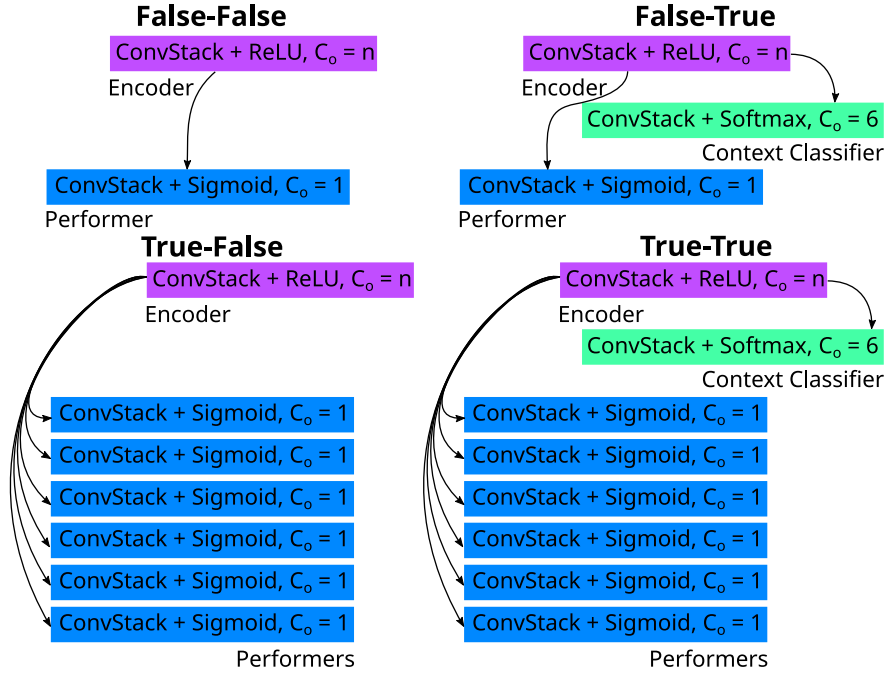 False-False
ConvStack + ReLU, Cₒ = n
Encoder
ConvStack + Sigmoid, Cₒ = 1
Performer
False-True
ConvStack + ReLU, Cₒ = n
Encoder
ConvStack + Softmax, Cₒ = 6
Context Classifier
ConvStack + Sigmoid, Cₒ = 1
Performer
True-False
ConvStack + ReLU, Cₒ = n
Encoder
ConvStack + Sigmoid, Cₒ = 1
ConvStack + Sigmoid, Cₒ = 1
ConvStack + Sigmoid, Cₒ = 1
ConvStack + Sigmoid, Cₒ = 1
ConvStack + Sigmoid, Cₒ = 1
ConvStack + Sigmoid, Cₒ = 1
Performers
True-True
ConvStack + ReLU, Cₒ = n
Encoder
ConvStack + Softmax, Cₒ = 6
Context Classifier
ConvStack + Sigmoid, Cₒ = 1
ConvStack + Sigmoid, Cₒ = 1
ConvStack + Sigmoid, Cₒ = 1
ConvStack + Sigmoid, Cₒ = 1
ConvStack + Sigmoid, Cₒ = 1
ConvStack + Sigmoid, Cₒ = 1
Performers